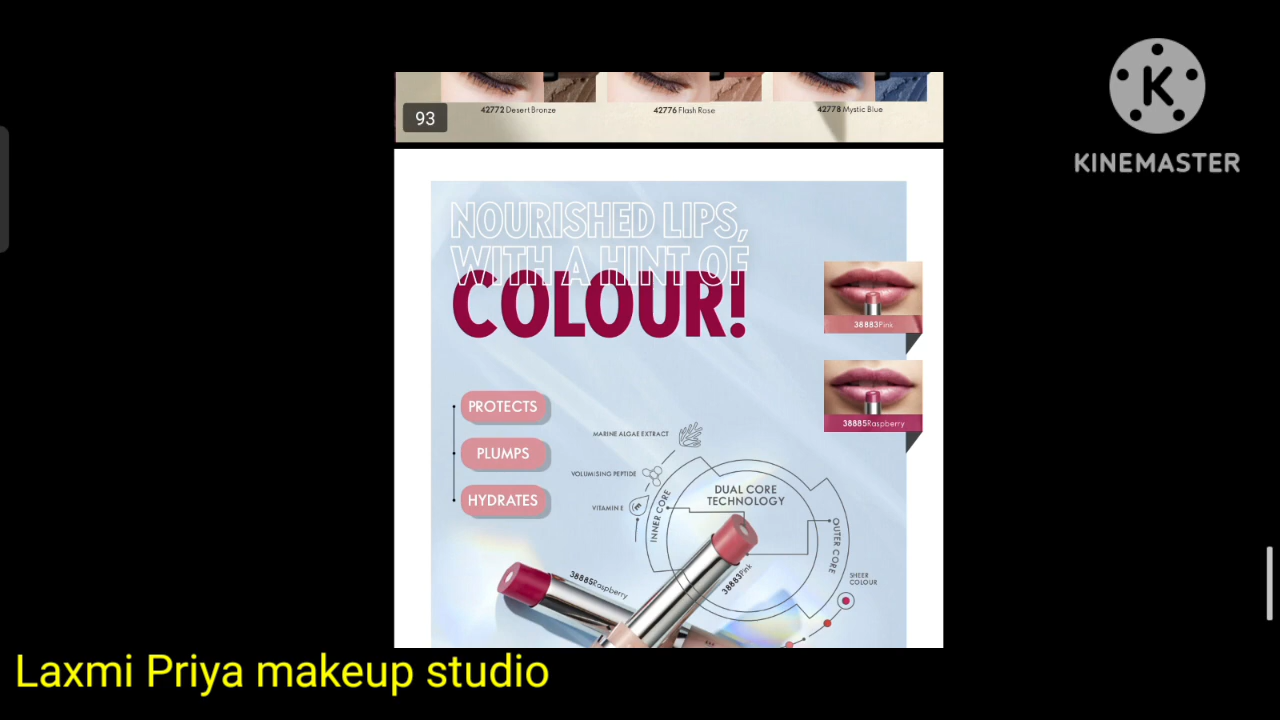 42772 Desert Bronze
42776 Flash Rose
42778 Mystic Blue
93
K
KINEMASTER
NOURISHED LIPS,
WITH A HINT OF
COLOUR!
38883Pink
38885Raspberry
PROTECTS
PLUMPS
HYDRATES
MARINE ALGAE EXTRACT
VOLUMISING PEPTIDE
VITAMIN E
E
INNER CORE
DUAL CORE
TECHNOLOGY
OUTER CORE
SHEER
COLOUR
38885Raspberry
38883Pink
Laxmi Priya makeup studio